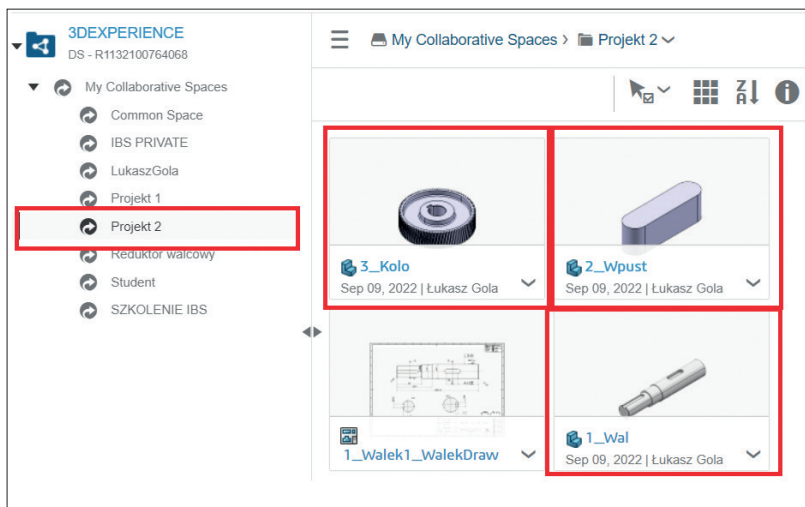 3DEXPERIENCE
DS - R1132100764068
My Collaborative Spaces
Common Space
IBS PRIVATE
LukaszGola
Projekt 1
Projekt 2
Reduktor walcowy
Student
SZKOLENIE IBS
My Collaborative Spaces > Projekt 2
Z
A
3_Kolo
Sep 09, 2022 | Łukasz Gola
2_Wpust
Sep 09, 2022 | Łukasz Gola
1_Walek1_WalekDraw
1_Wal
Sep 09, 2022 | Łukasz Gola